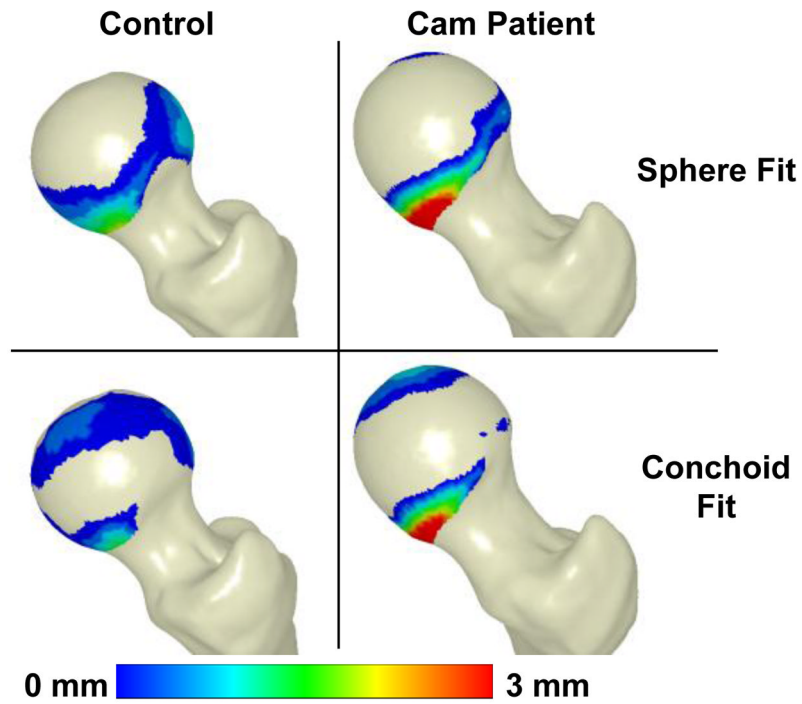 Control
Cam Patient
Sphere Fit
Conchoid
Fit
0 mm
3 mm